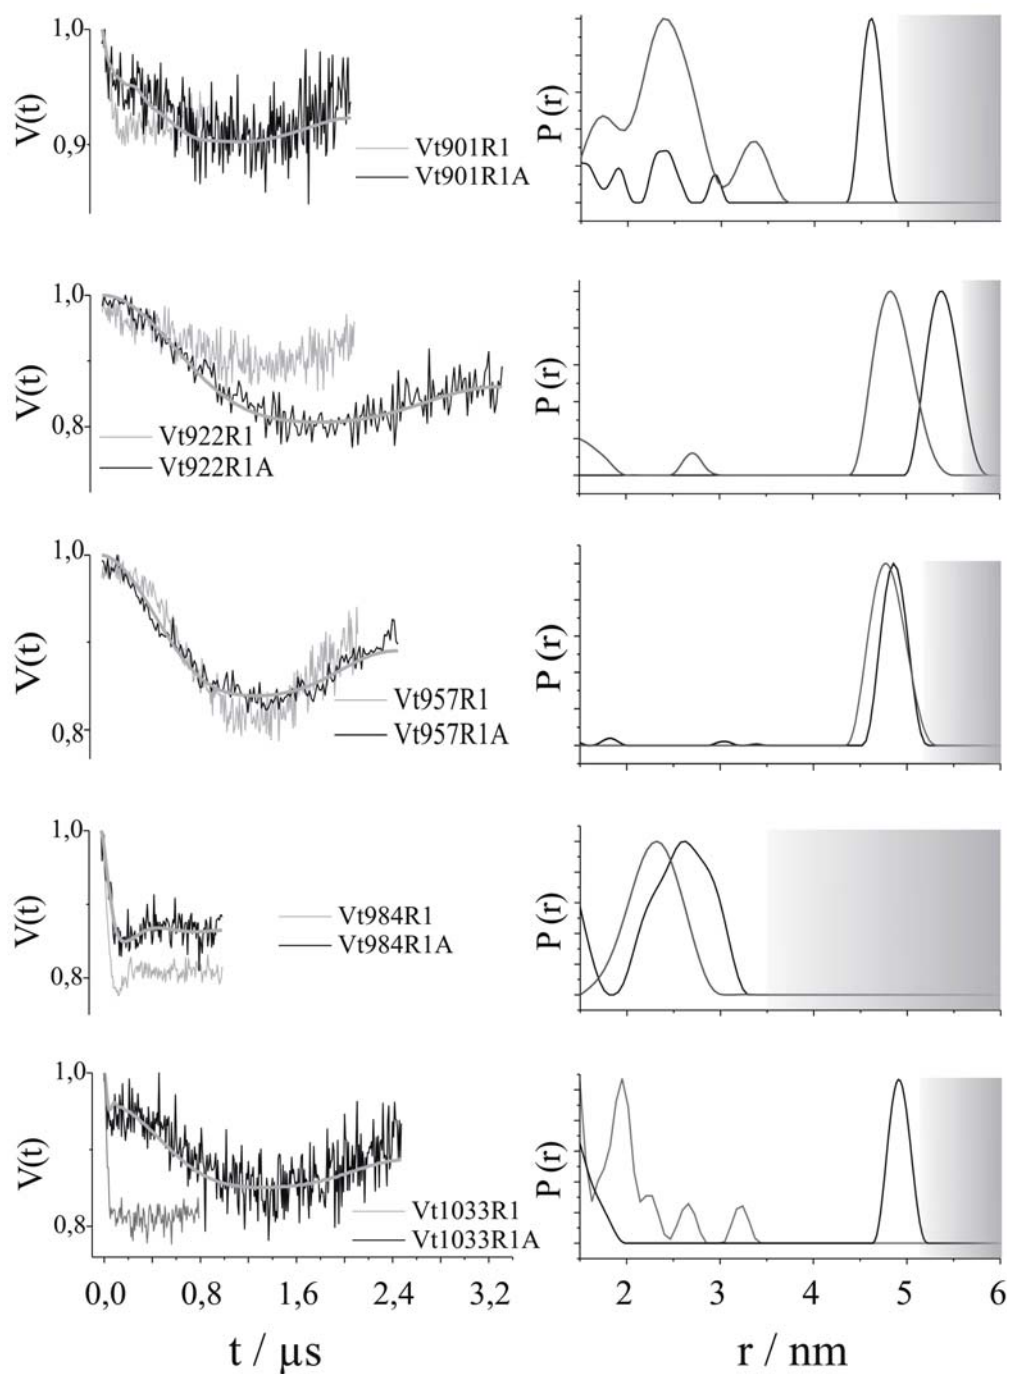 1,0
V(t)
0,9
Vt901R1
Vt901R1A
P (r)
1,0
V(t)
0,8
Vt922R1
Vt922R1A
P (r)
1,0
V(t)
0,8
Vt957R1
Vt957R1A
P (r)
1,0
V(t)
0,8
Vt984R1
Vt984R1A
P (r)
1,0
V(t)
0,8
Vt1033R1
Vt1033R1A
P (r)
0,0 0,8 1,6 2,4 3,2
t / μs
2 3 4 5 6
r / nm